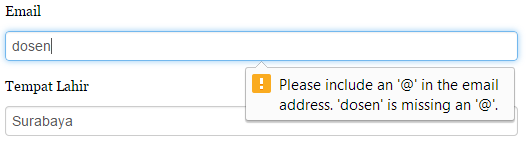 Email
dosen
Please include an '@' in the email
address. 'dosen' is missing an '@'.
Tempat Lahir
Surabaya